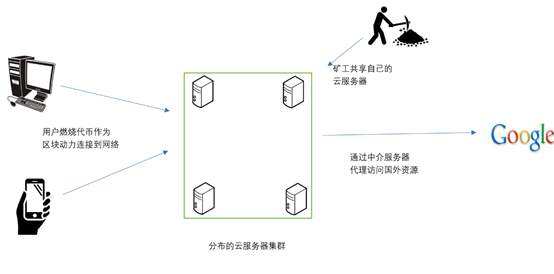 矿工共享自己的
云服务器
用户燃烧代币作为
区块动力连接到网络
Google
通过中介服务器
代理访问国外资源
分布的云服务器集群